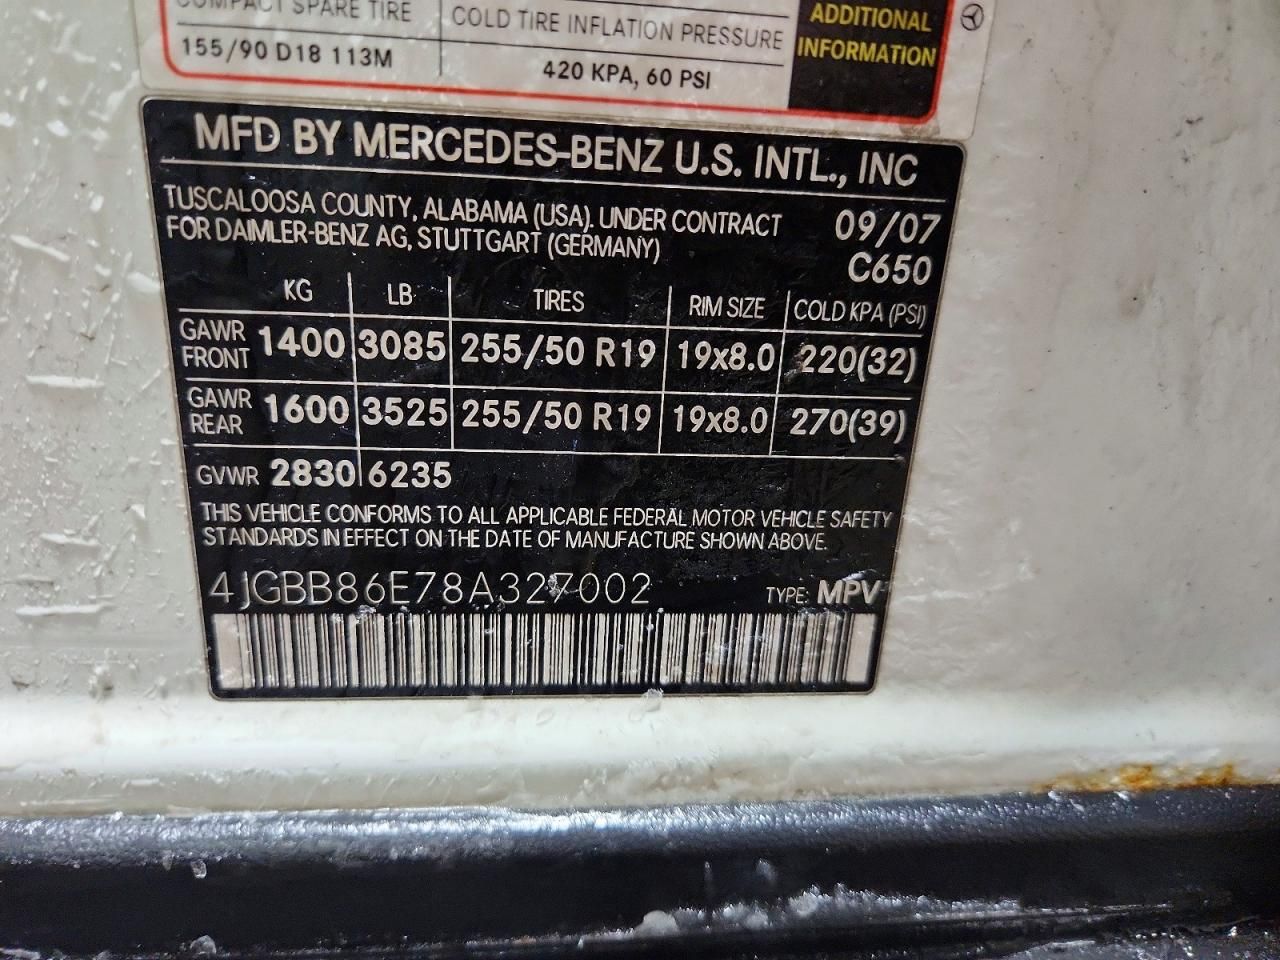 COMPACT SPARE TIRE
COLD TIRE INFLATION PRESSURE
ADDITIONAL
INFORMATION
155/90 D18 113M
420 KPA, 60 PSI
MFD BY MERCEDES-BENZ U.S. INTL., INC
TUSCALOOSA COUNTY, ALABAMA (USA). UNDER CONTRACT
FOR DAIMLER-BENZ AG, STUTTGART (GERMANY)
09/07
C650
KG LB TIRES RIM SIZE COLD KPA (PSI)
GAWR FRONT 1400 3085 255/50 R19 19x8.0 220(32)
GAWR REAR 1600 3525 255/50 R19 19x8.0 270(39)
GVWR 2830 6235
THIS VEHICLE CONFORMS TO ALL APPLICABLE FEDERAL MOTOR VEHICLE SAFETY
STANDARDS IN EFFECT ON THE DATE OF MANUFACTURE SHOWN ABOVE.
4JGBB86E78A327002 TYPE: MPV